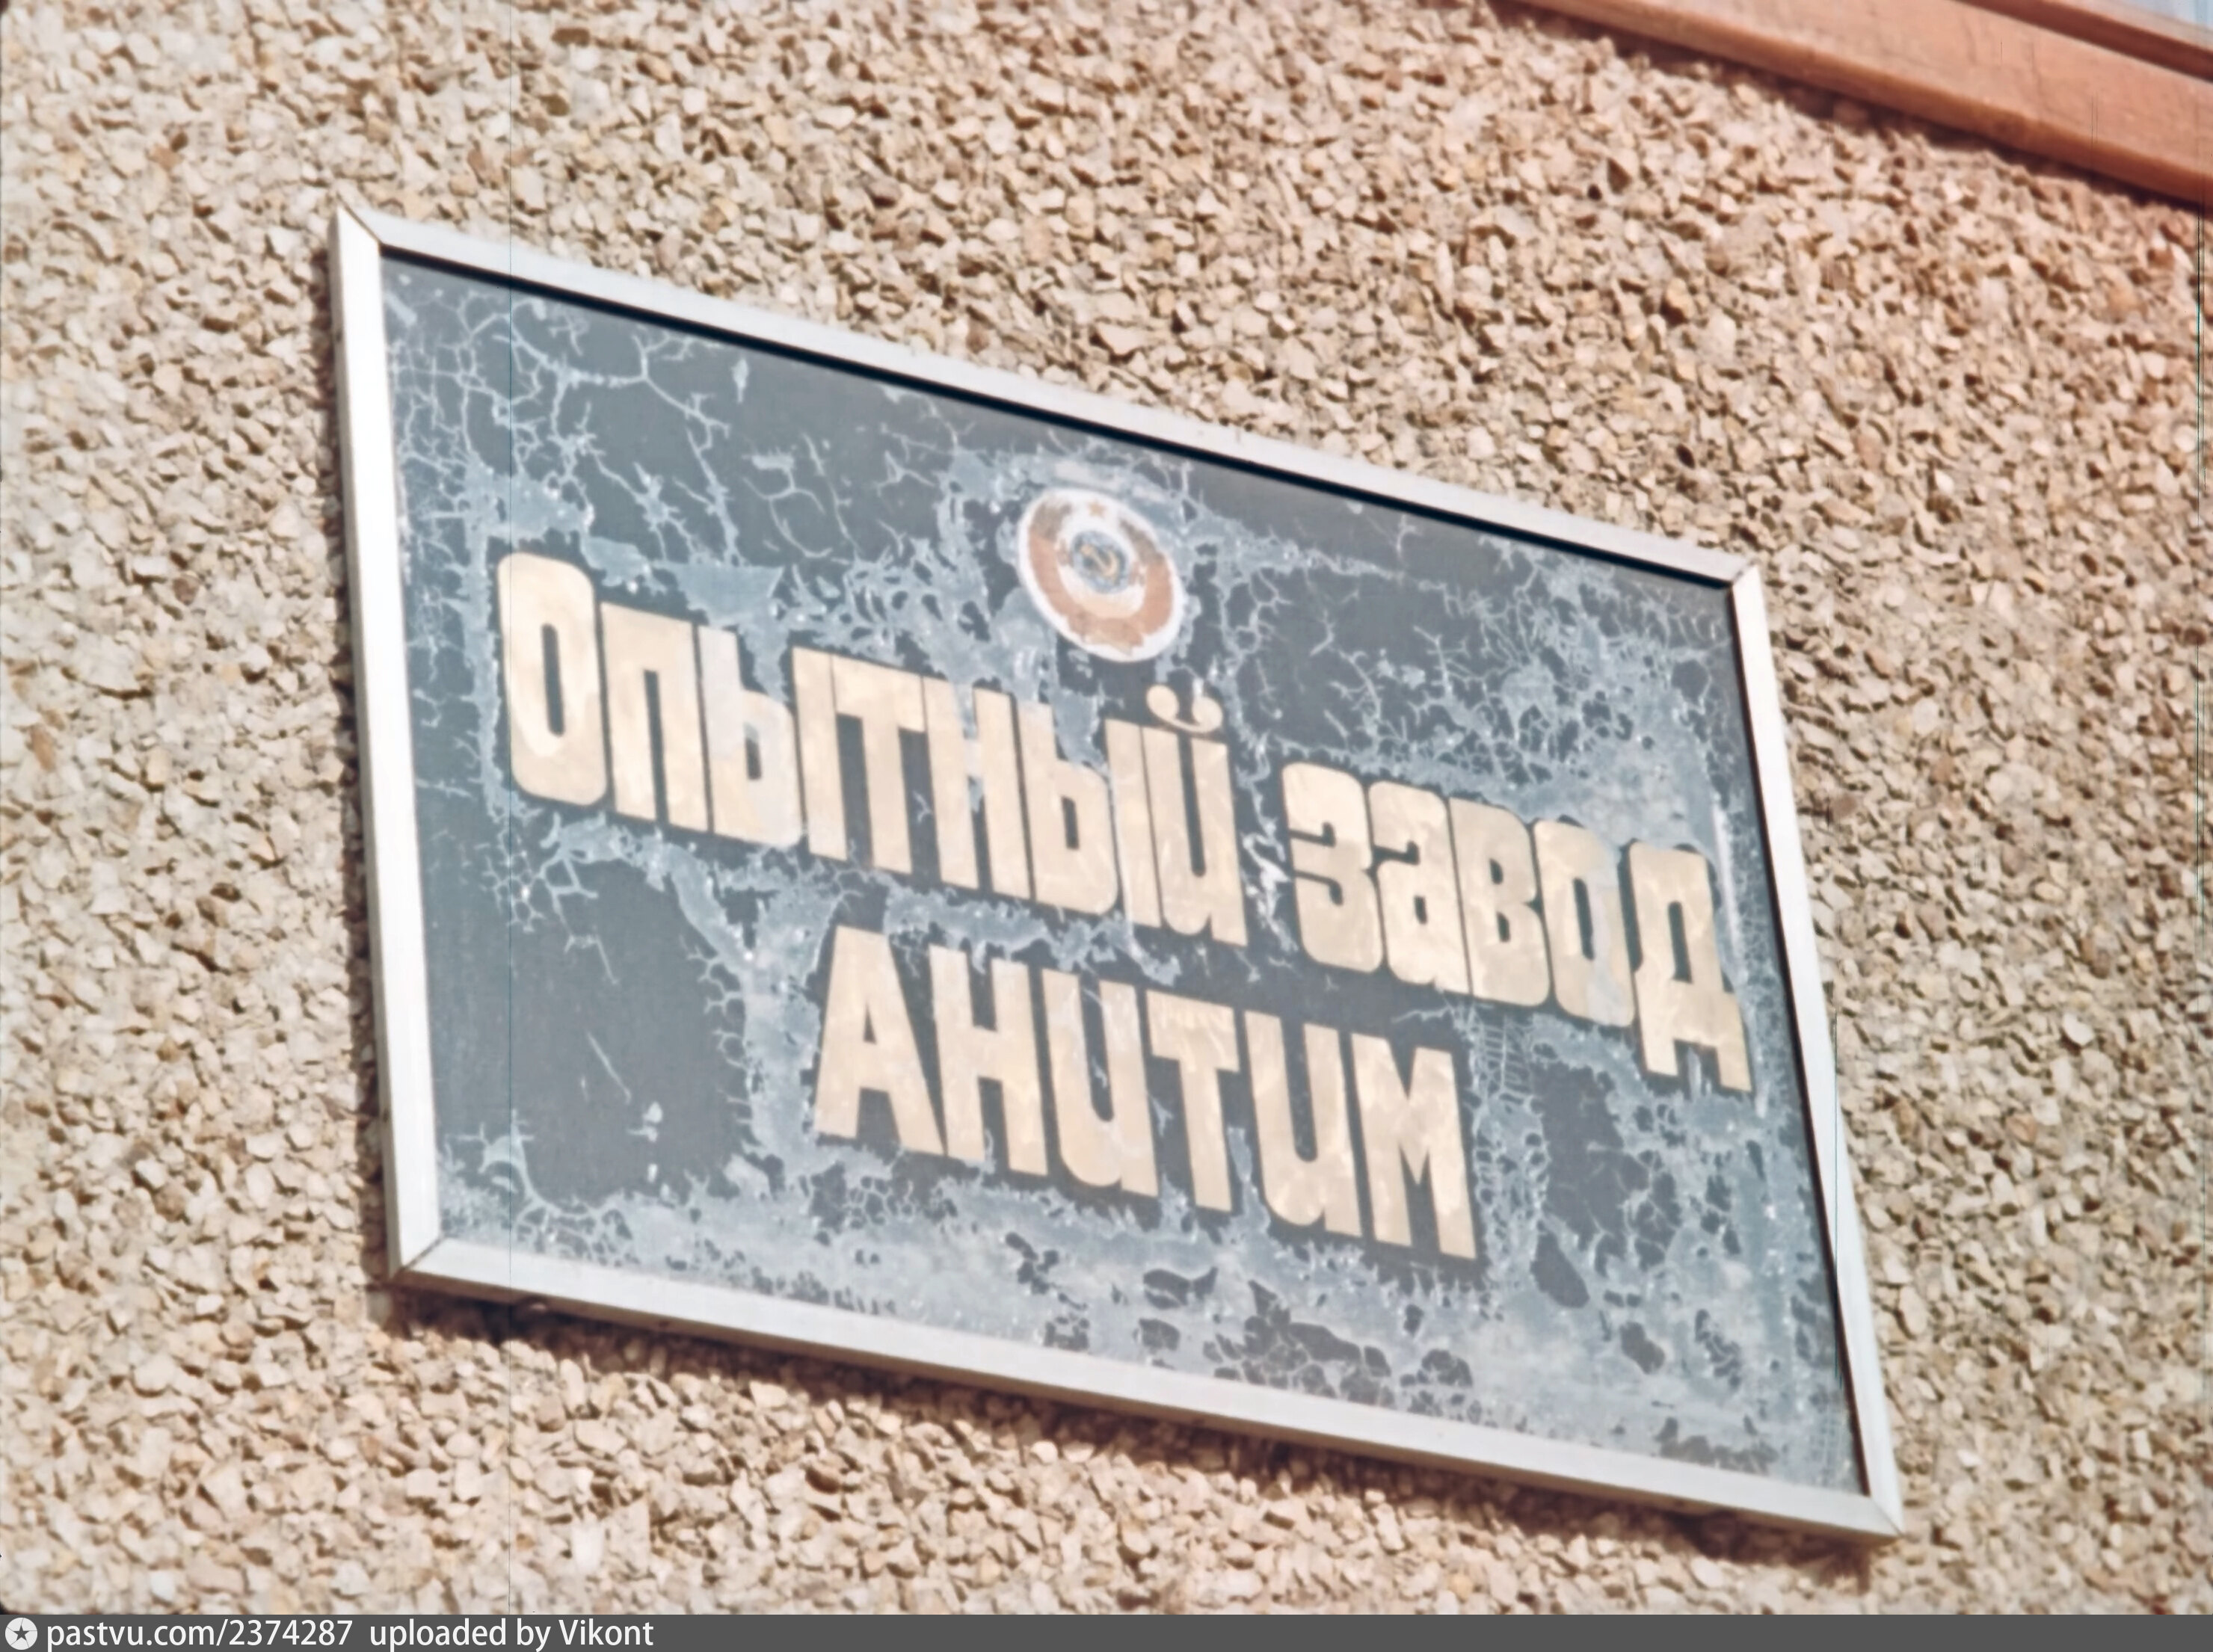 Опытный завод
АНИТИМ
pastvu.com/2374287 uploaded by Vikont